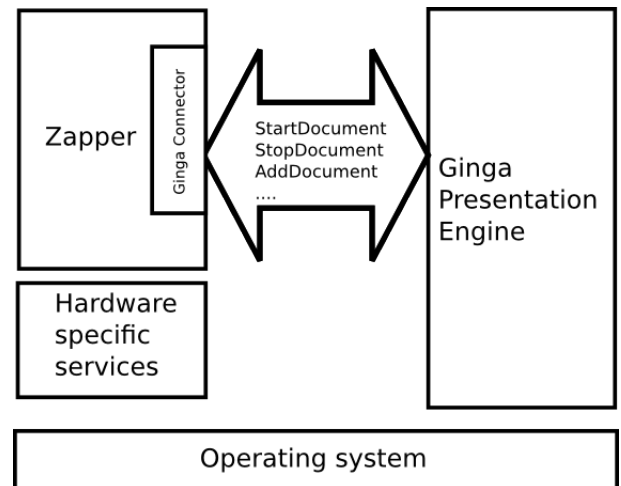 Zapper
Ginga Connector
StartDocument
StopDocument
AddDocument
....
Ginga
Presentation
Engine
Hardware
specific
services
Operating system